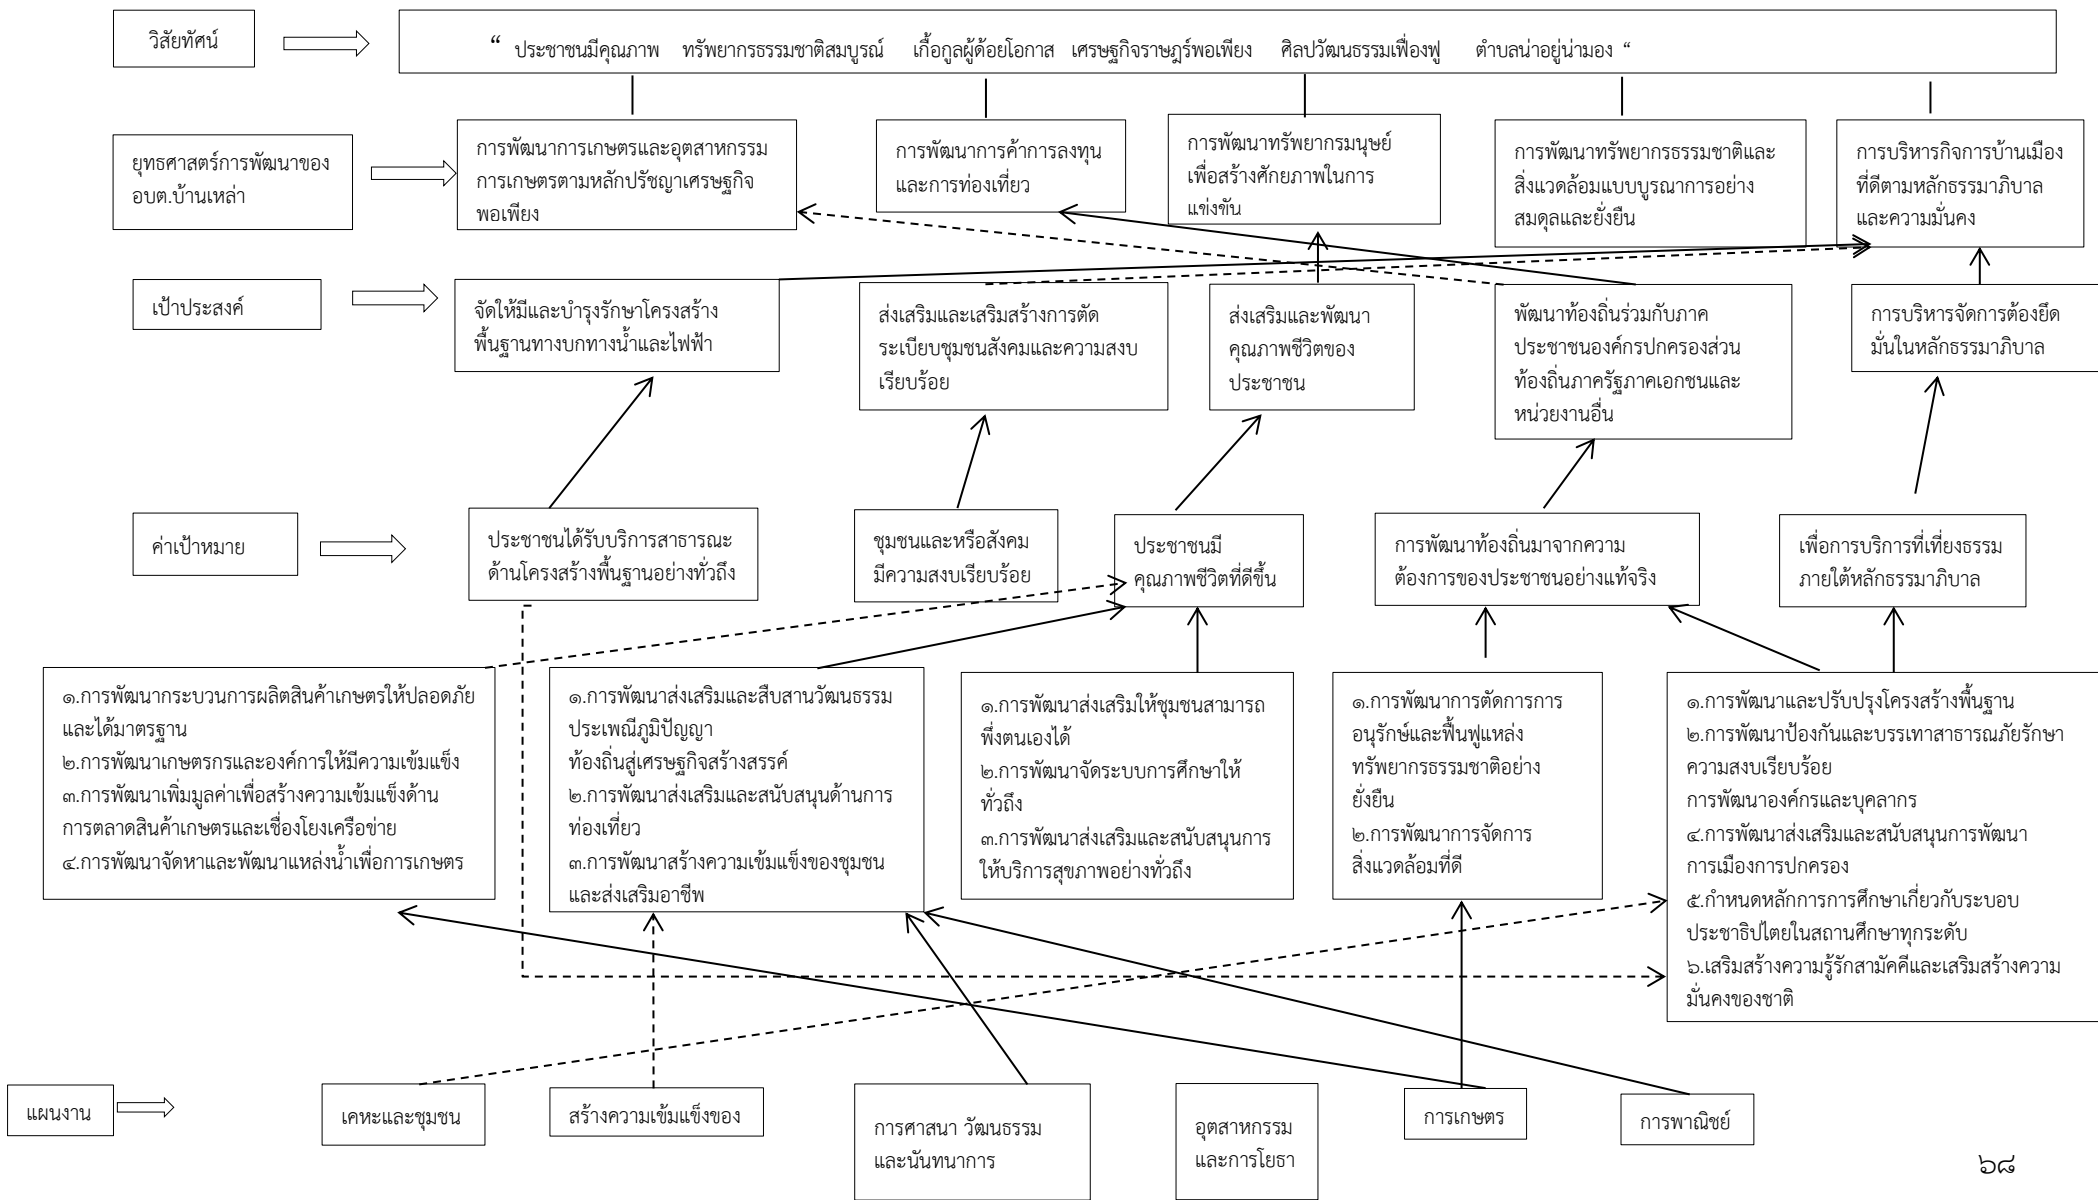 วิสัยทัศน์
“ ประชาชนมีคุณภาพ ทรัพยากรธรรมชาติสมบูรณ์ เกื้อกูลผู้ด้อยโอกาส เศรษฐกิจราษฎร์พอเพียง ศิลปวัฒนธรรมเฟื่องฟู ตำบลน่าอยู่น่ามอง “
ยุทธศาสตร์การพัฒนาของ
อบต.บ้านเหล่า
การพัฒนาการเกษตรและอุตสาหกรรม
การเกษตรตามหลักปรัชญาเศรษฐกิจ
พอเพียง
การพัฒนาการค้าการลงทุน
และการท่องเที่ยว
การพัฒนาทรัพยากรมนุษย์
เพื่อสร้างศักยภาพในการ
แข่งขัน
การพัฒนาทรัพยากรธรรมชาติและ
สิ่งแวดล้อมแบบบูรณาการอย่าง
สมดุลและยั่งยืน
การบริหารกิจการบ้านเมือง
ที่ดีตามหลักธรรมาภิบาล
และความมั่นคง
เป้าประสงค์
จัดให้มีและบำรุงรักษาโครงสร้าง
พื้นฐานทางบกทางน้ำและไฟฟ้า
ส่งเสริมและเสริมสร้างการตัด
ระเบียบชุมชนสังคมและความสงบ
เรียบร้อย
ส่งเสริมและพัฒนา
คุณภาพชีวิตของ
ประชาชน
พัฒนาท้องถิ่นร่วมกับภาค
ประชาชนองค์กรปกครองส่วน
ท้องถิ่นภาครัฐภาคเอกชนและ
หน่วยงานอื่น
การบริหารจัดการต้องยึด
มั่นในหลักธรรมาภิบาล
ค่าเป้าหมาย
ประชาชนได้รับบริการสาธารณะ
ด้านโครงสร้างพื้นฐานอย่างทั่วถึง
ชุมชนและหรือสังคม
มีความสงบเรียบร้อย
ประชาชนมี
คุณภาพชีวิตที่ดีขึ้น
การพัฒนาท้องถิ่นมาจากความ
ต้องการของประชาชนอย่างแท้จริง
เพื่อการบริการที่เที่ยงธรรม
ภายใต้หลักธรรมาภิบาล
๑.การพัฒนากระบวนการผลิตสินค้าเกษตรให้ปลอดภัย
และได้มาตรฐาน
๒.การพัฒนาเกษตรกรและองค์การให้มีความเข้มแข็ง
๓.การพัฒนาเพิ่มมูลค่าเพื่อสร้างความเข้มแข็งด้าน
การตลาดสินค้าเกษตรและเชื่องโยงเครือข่าย
๔.การพัฒนาจัดหาและพัฒนาแหล่งน้ำเพื่อการเกษตร
๑.การพัฒนาส่งเสริมและสืบสานวัฒนธรรม
ประเพณีภูมิปัญญา
ท้องถิ่นสู่เศรษฐกิจสร้างสรรค์
๒.การพัฒนาส่งเสริมและสนับสนุนด้านการ
ท่องเที่ยว
๓.การพัฒนาสร้างความเข้มแข็งของชุมชน
และส่งเสริมอาชีพ
๑.การพัฒนาส่งเสริมให้ชุมชนสามารถ
พึ่งตนเองได้
๒.การพัฒนาจัดระบบการศึกษาให้
ทั่วถึง
๓.การพัฒนาส่งเสริมและสนับสนุนการ
ให้บริการสุขภาพอย่างทั่วถึง
๑.การพัฒนาการตัดการการ
อนุรักษ์และฟื้นฟูแหล่ง
ทรัพยากรธรรมชาติอย่าง
ยั่งยืน
๒.การพัฒนาการจัดการ
สิ่งแวดล้อมที่ดี
๑.การพัฒนาและปรับปรุงโครงสร้างพื้นฐาน
๒.การพัฒนาป้องกันและบรรเทาสาธารณภัยรักษา
ความสงบเรียบร้อย
การพัฒนาองค์กรและบุคลากร
๔.การพัฒนาส่งเสริมและสนับสนุนการพัฒนา
การเมืองการปกครอง
๕.กำหนดหลักการการศึกษาเกี่ยวกับระบอบ
ประชาธิปไตยในสถานศึกษาทุกระดับ
๖.เสริมสร้างความรู้รักสามัคคีและเสริมสร้างความ
มั่นคงของชาติ
แผนงาน
เคหะและชุมชน
สร้างความเข้มแข็งของ
การศาสนา วัฒนธรรม
และนันทนาการ
อุตสาหกรรม
และการโยธา
การเกษตร
การพาณิชย์
๖๘